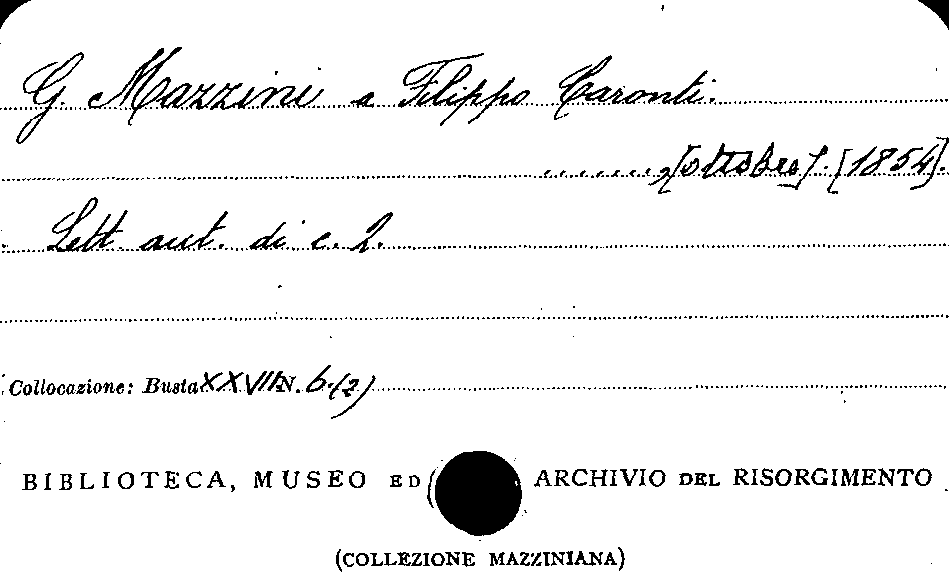 G. Mazzini a Filippo Caronti.
........, [ottobre]. [1854].
Lett. aut. di c. 2.
Collocazione: Busta XXVII N. 6.(2)
BIBLIOTECA, MUSEO ED ARCHIVIO DEL RISORGIMENTO
(COLLEZIONE MAZZINIANA)